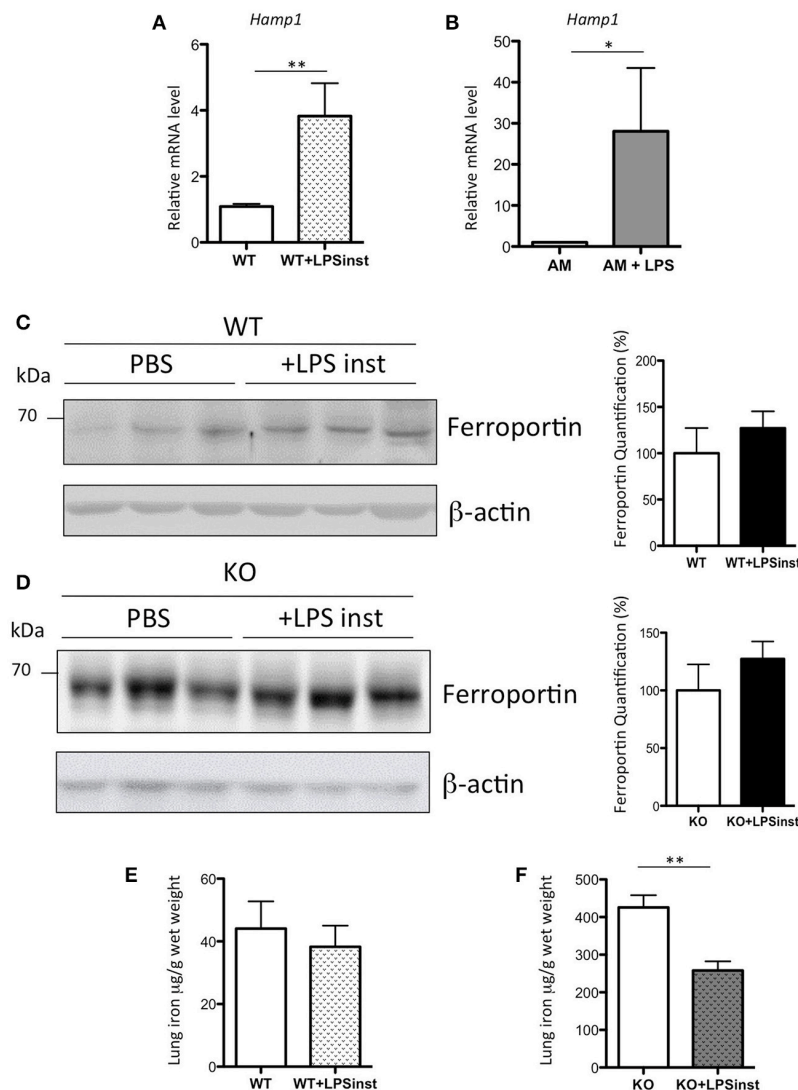 A
Hamp1
Relative mRNA level
6
4
2
0
**
WT
WT+LPSinst
B
Hamp1
Relative mRNA level
50
40
30
20
10
0
*
AM
AM + LPS
C
WT
PBS
+LPS inst
kDa
70
Ferroportin
β-actin
Ferroportin Quantification (%)
200
150
100
50
0
WT
WT+LPSinst
D
KO
PBS
+LPS inst
kDa
70
Ferroportin
β-actin
Ferroportin Quantification (%)
150
100
50
0
KO
KO+LPSinst
E
Lung iron μg/g wet weight
60
40
20
0
WT
WT+LPSinst
F
Lung iron μg/g wet weight
500
400
300
200
100
0
**
KO
KO+LPSinst